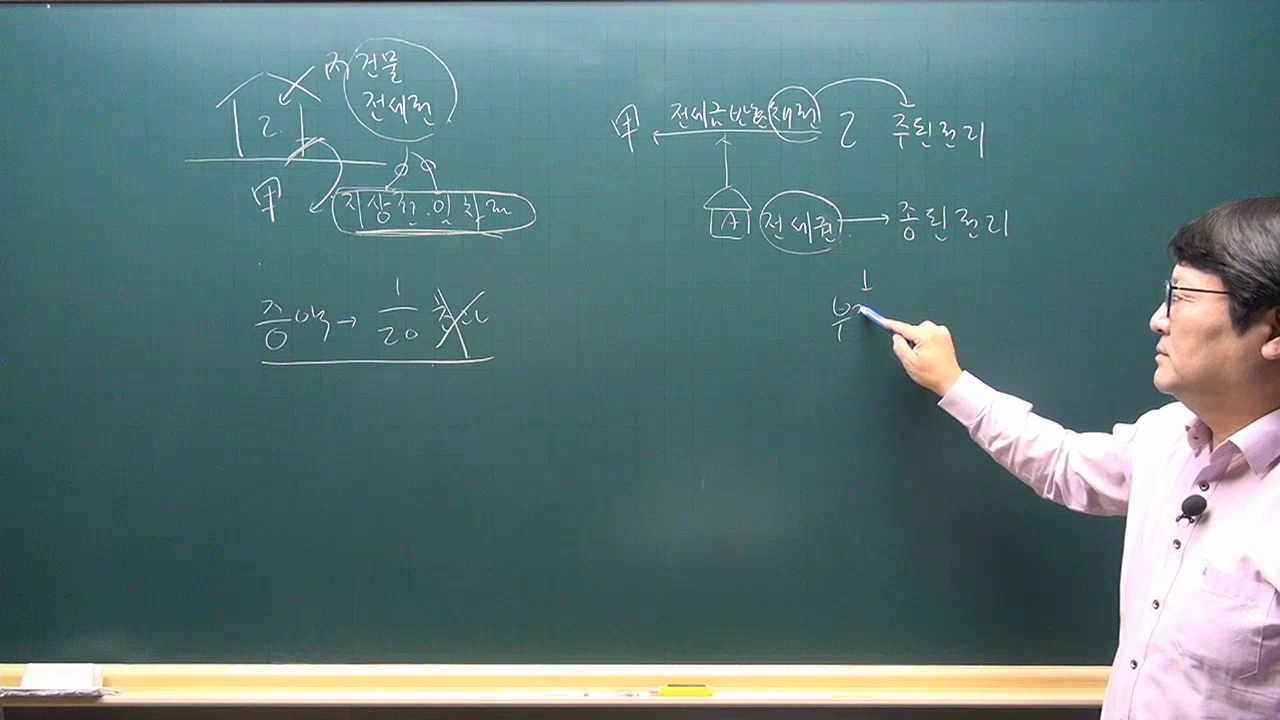 丙 건물
전세권
乙
甲
지상권·임차권
증액→ 1/20 초과
甲 전세금반환채권 乙 주된권리
A 전세권 → 종된권리
1
부